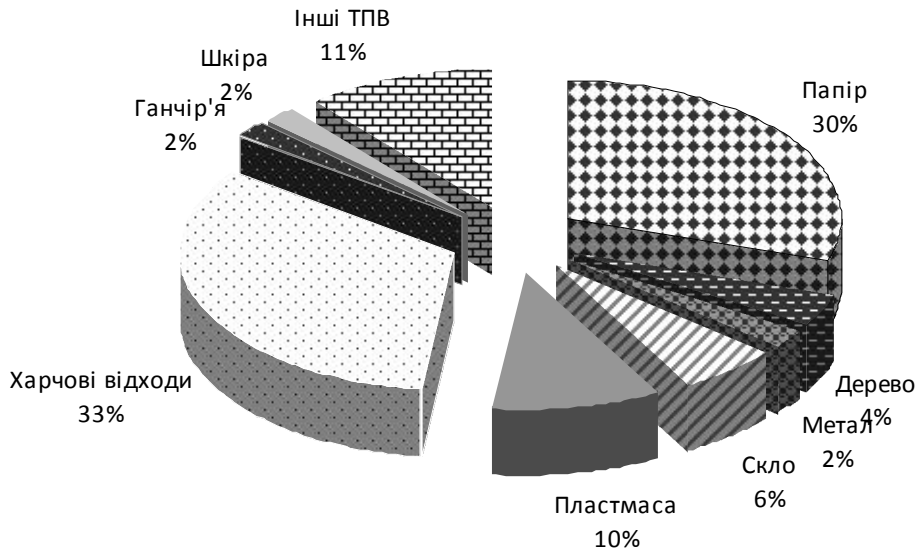 Інші ТПВ
11%
Шкіра
2%
Ганчір'я
2%
Папір
30%
Харчові відходи
33%
Дерево
4%
Метал
2%
Скло
6%
Пластмаса
10%